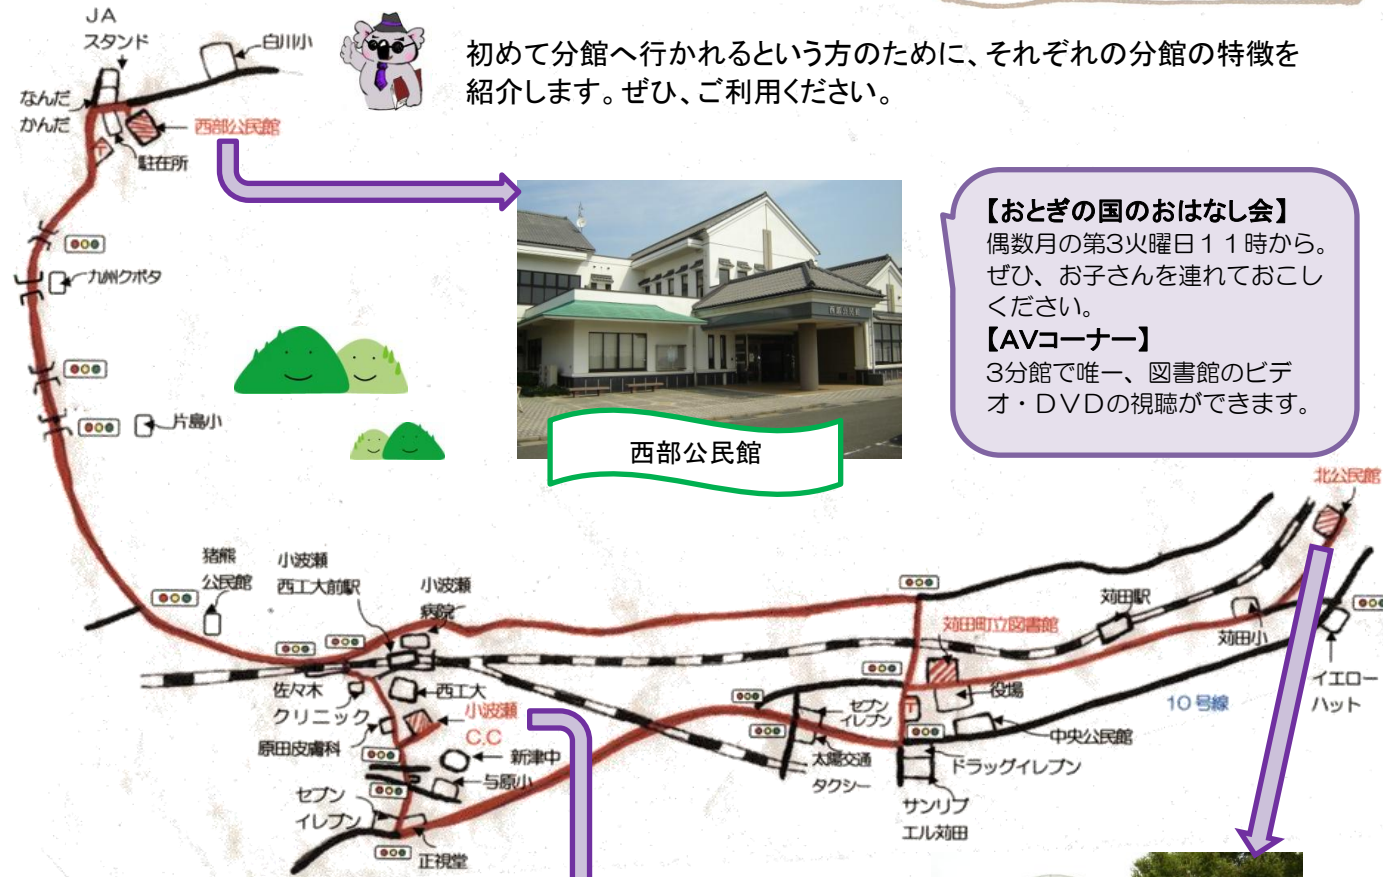 JA
スタンド
白川小
なんだ
かんだ
西部公民館
〒
駐在所
初めて分館へ行かれるという方のために、それぞれの分館の特徴を
紹介します。ぜひ、ご利用ください。
九州クボタ
片島小
西部公民館
西部公民館
【おとぎの国のおはなし会】
偶数月の第3火曜日11時から。
ぜひ、お子さんを連れておこし
ください。
【AVコーナー】
3分館で唯一、図書館のビデ
オ・DVDの視聴ができます。
北公民館
猪熊
公民館
小波瀬
西工大前駅
小波瀬
病院
苅田町立図書館
苅田駅
苅田小
イエロー
ハット
佐々木
クリニック
西工大
小波瀬
C.C
原田皮膚科
新津中
与原小
セブン
イレブン
正視堂
セブン
イレブン
太陽交通
タクシー
〒
役場
中央公民館
10号線
ドラッグイレブン
サンリブ
エル苅田